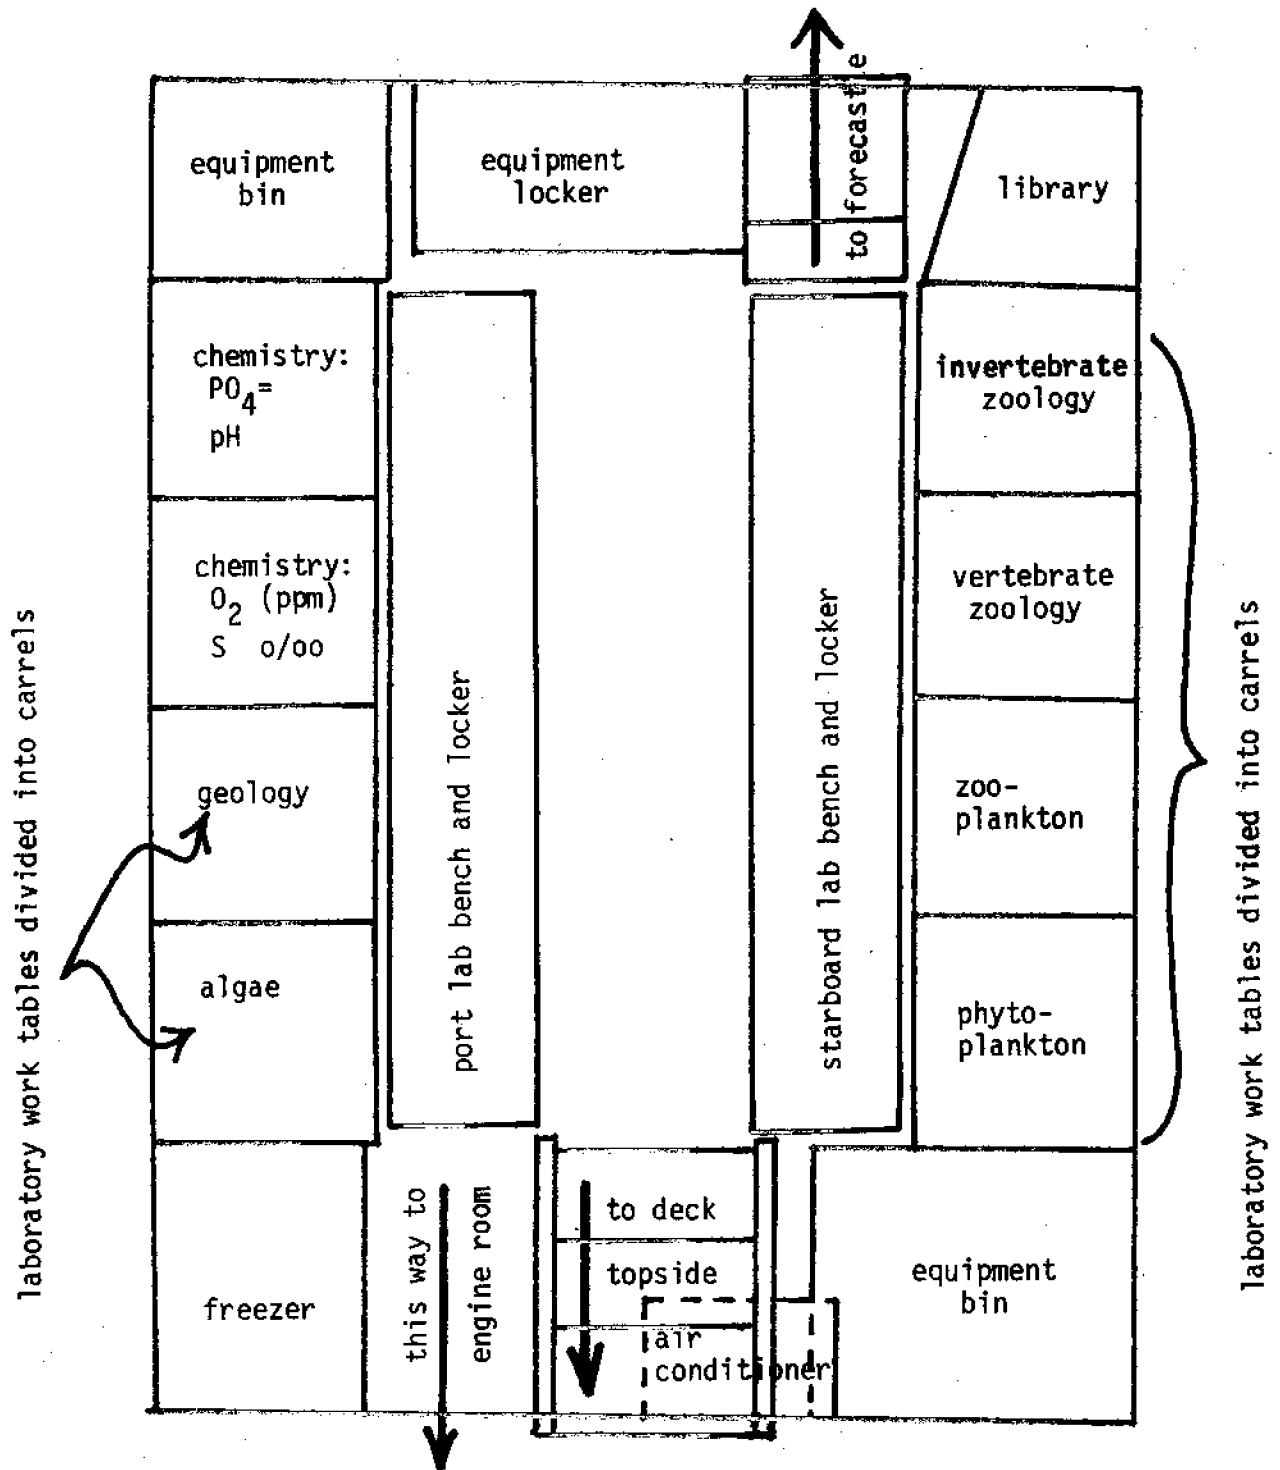 equipment
bin
equipment
locker
to forecastle
library
chemistry:
PO4=
pH
invertebrate
zoology
chemistry:
O2 (ppm)
S o/oo
vertebrate
zoology
geology
zoo-
plankton
algae
phyto-
plankton
port lab bench and locker
starboard lab bench and locker
laboratory work tables divided into carrels
laboratory work tables divided into carrels
freezer
this way to
engine room
to deck
topside
air
conditioner
equipment
bin